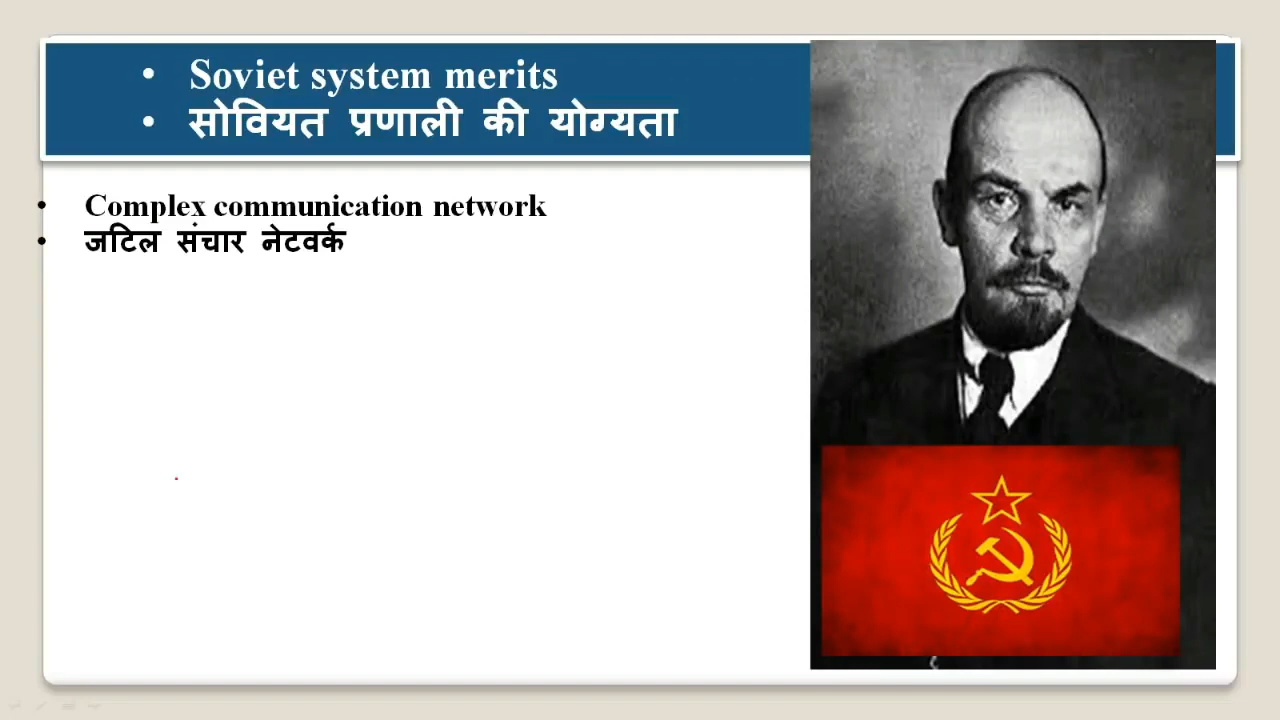 • Soviet system merits
• सोवियत प्रणाली की योग्यता
• Complex communication network
• जटिल संचार नेटवर्क